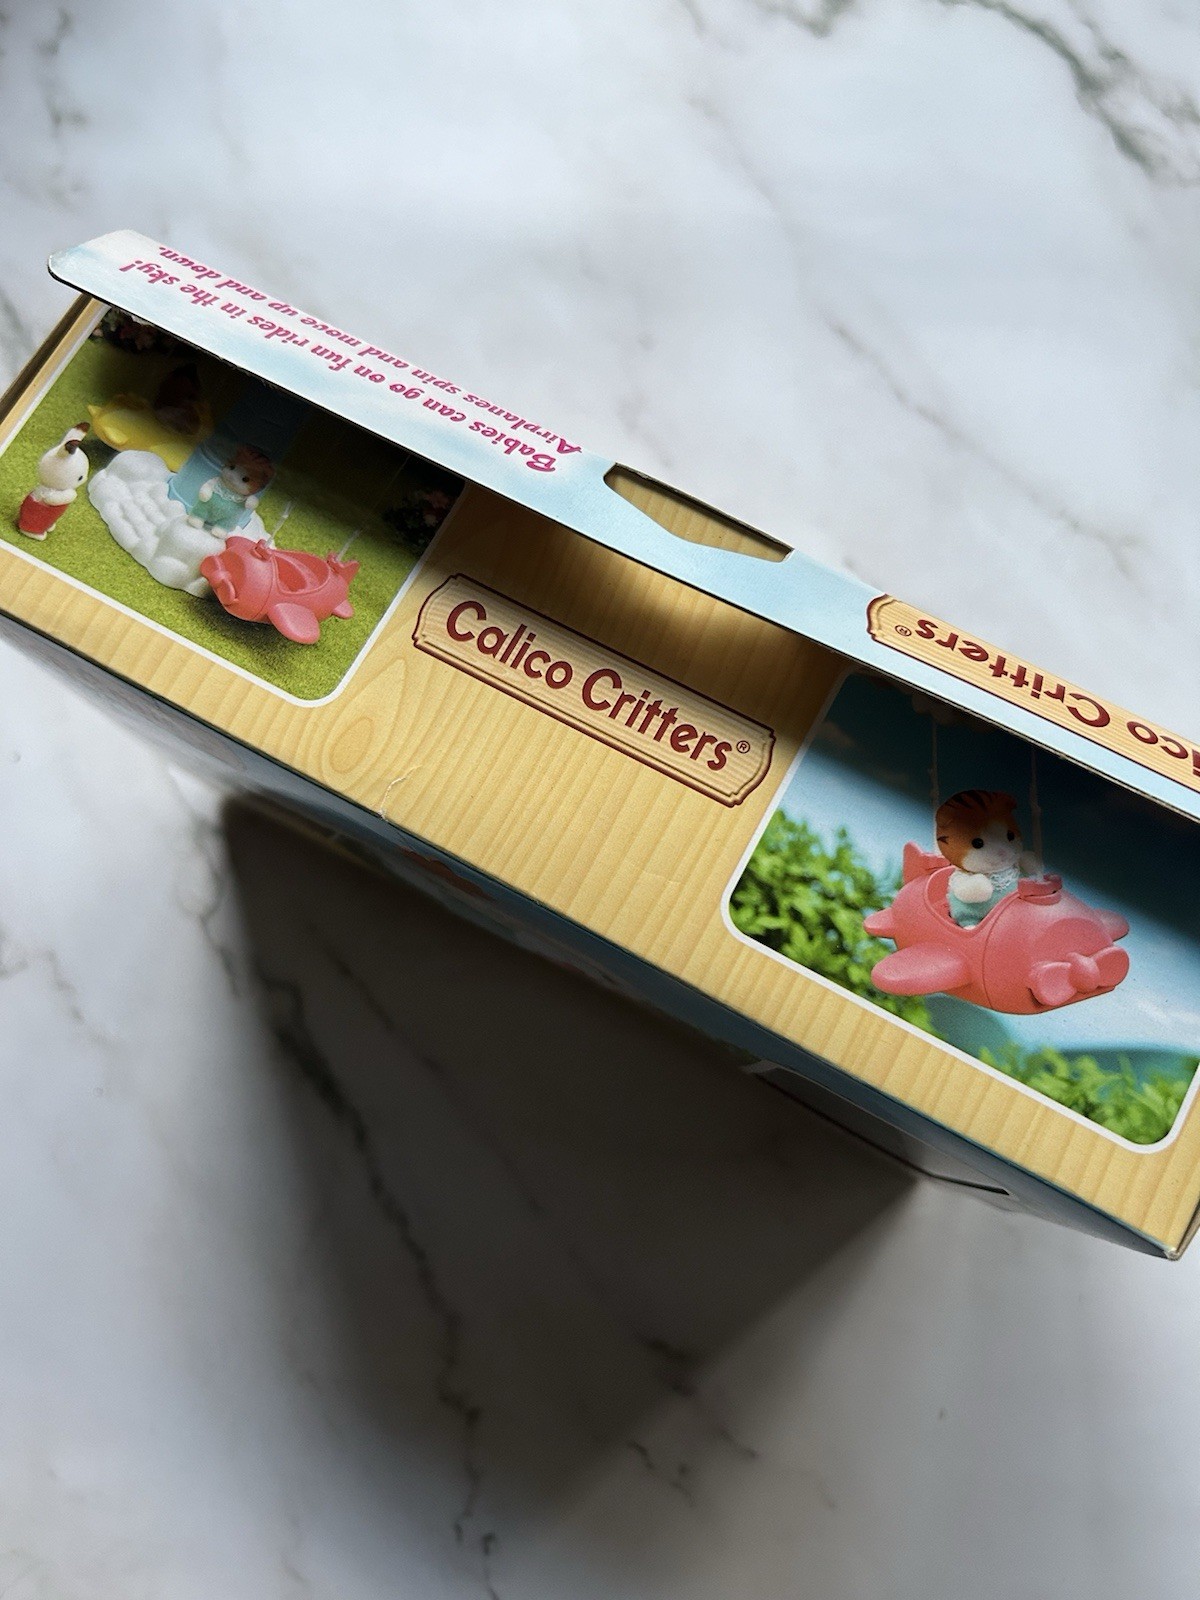 Babies can go on fun rides in the sky!
Airplanes spin and move up and down.
Calico Critters®
ico Critters®